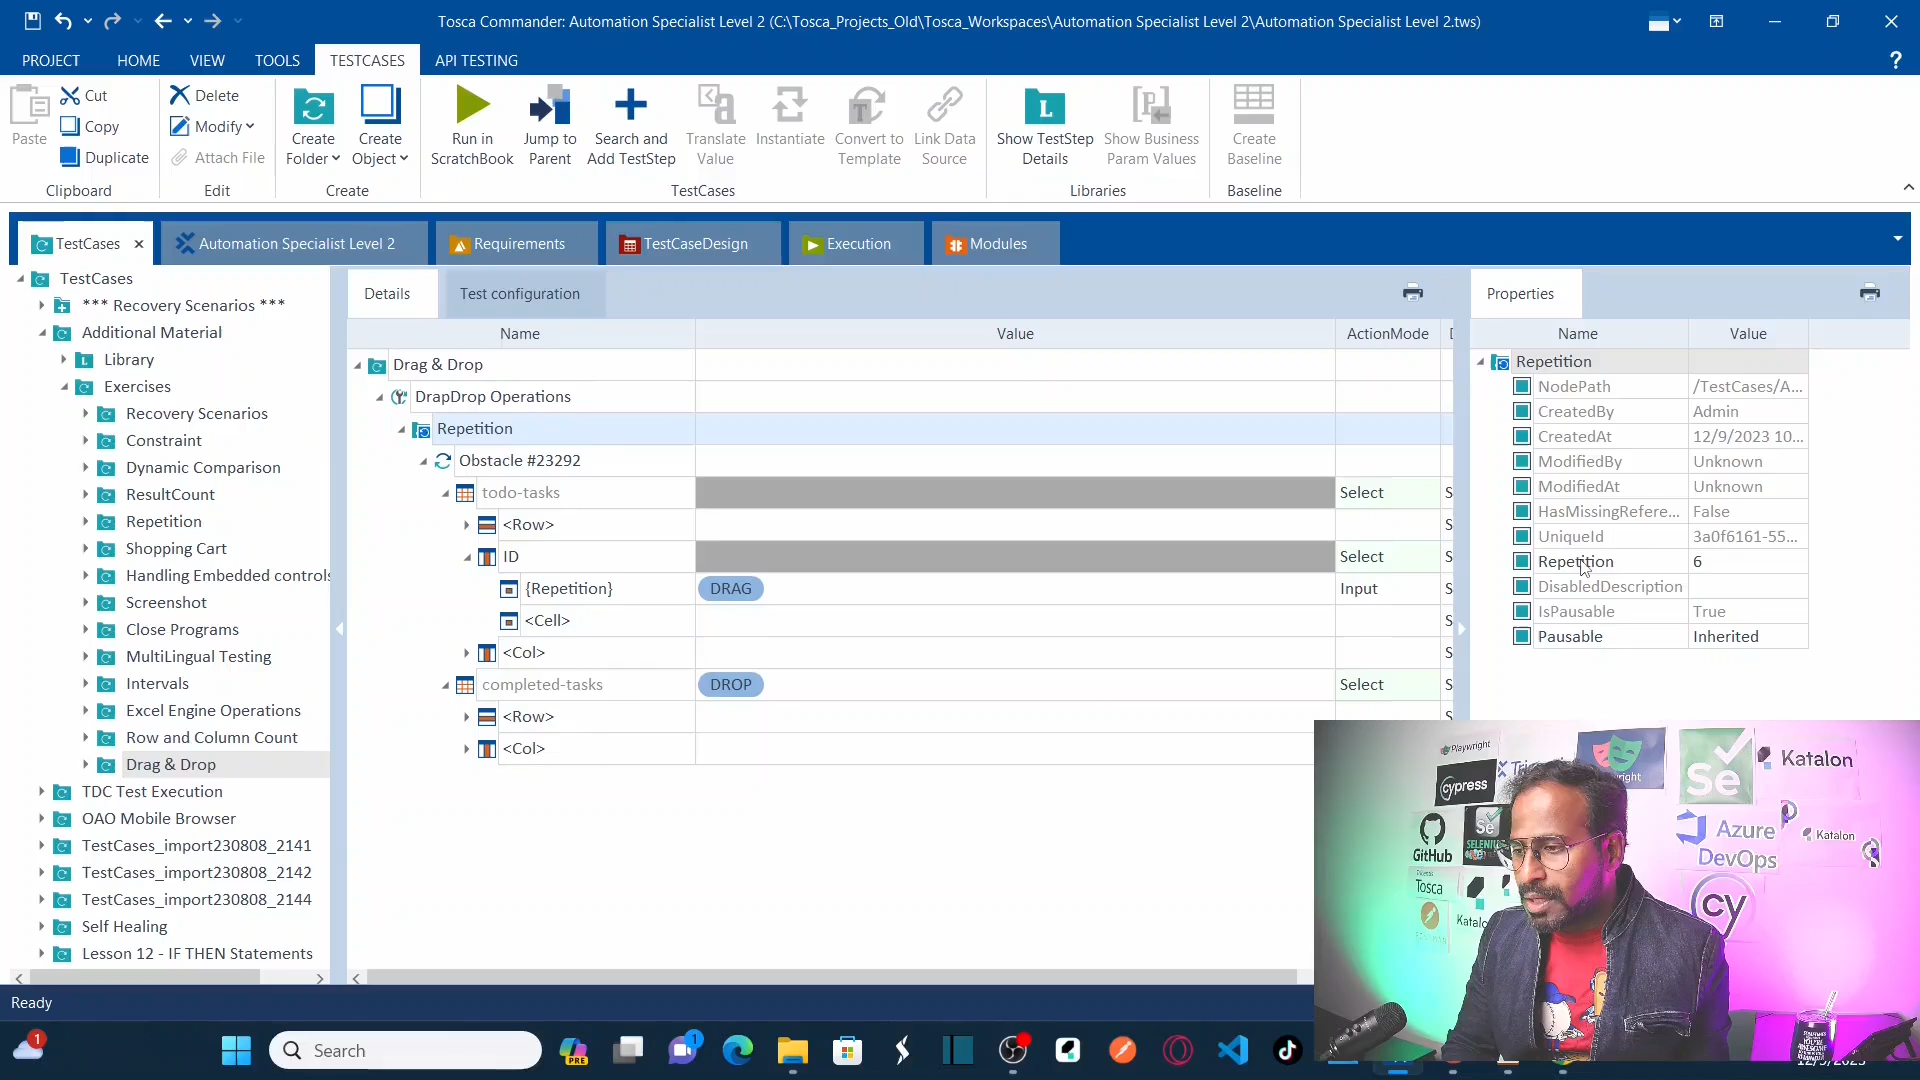 Tosca Commander: Automation Specialist Level 2 (C:\Tosca_Projects_Old\Tosca_Workspaces\Automation Specialist Level 2\Automation Specialist Level 2.tws)
PROJECT HOME VIEW TOOLS TESTCASES API TESTING ?
Paste
Cut
Copy
Duplicate
Clipboard
Delete
Modify
Attach File
Edit
Create Folder
Create Object
Create
Run in ScratchBook
Jump to Parent
Search and Add TestStep
Translate Value
Instantiate
Convert to Template
Link Data Source
TestCases
Show TestStep Details
Show Business Param Values
Libraries
Create Baseline
Baseline
TestCases Automation Specialist Level 2 Requirements TestCaseDesign Execution Modules
TestCases
*** Recovery Scenarios ***
Additional Material
Library
Exercises
Recovery Scenarios
Constraint
Dynamic Comparison
ResultCount
Repetition
Shopping Cart
Handling Embedded controls
Screenshot
Close Programs
MultiLingual Testing
Intervals
Excel Engine Operations
Row and Column Count
Drag & Drop
TDC Test Execution
OAO Mobile Browser
TestCases_import230808_2141
TestCases_import230808_2142
TestCases_import230808_2144
Self Healing
Lesson 12 - IF THEN Statements
Details Test configuration
Name Value ActionMode
Drag & Drop
DrapDrop Operations
Repetition
Obstacle #23292
todo-tasks Select S
<Row> S
ID Select S
{Repetition} DRAG Input S
<Cell> S
<Col> S
completed-tasks DROP Select S
<Row> S
<Col>
Properties
Name Value
Repetition
NodePath /TestCases/A...
CreatedBy Admin
CreatedAt 12/9/2023 10...
ModifiedBy Unknown
ModifiedAt Unknown
HasMissingRefere... False
UniqueId 3a0f6161-55...
Repetition 6
DisabledDescription
IsPausable True
Pausable Inherited
Playwright
cypress
Se
Katalon
GitHub
Se
SELENIUM
Azure DevOps
Katalon
Tosca
Katalon
CY
Ready
1
Search
PRE
1